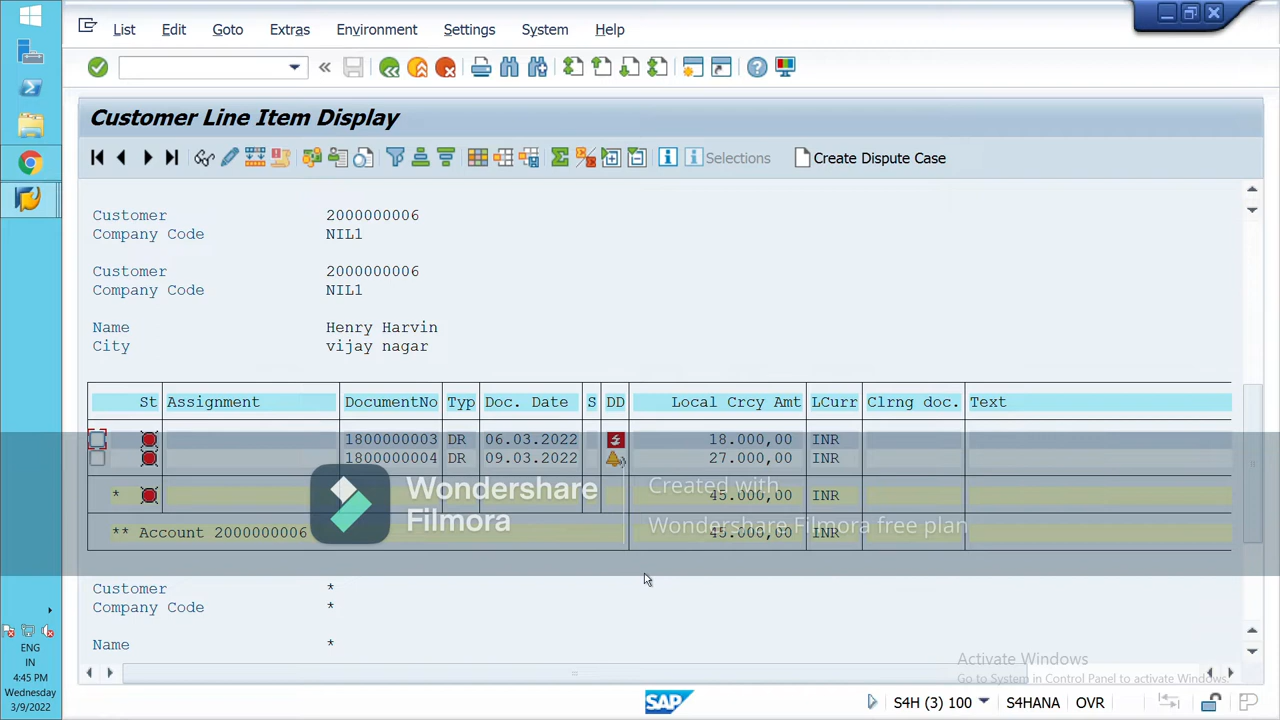 List Edit Goto Extras Environment Settings System Help
Customer Line Item Display
Selections Create Dispute Case
Customer 2000000006
Company Code NIL1
Customer 2000000006
Company Code NIL1
Name Henry Harvin
City vijay nagar
St Assignment DocumentNo Typ Doc. Date S DD Local Crcy Amt LCurr Clrng doc. Text
1800000003 DR 06.03.2022 18.000,00 INR
1800000004 DR 09.03.2022 27.000,00 INR
* 45.000,00 INR
** Account 2000000006 45.000,00 INR
Wondershare
Filmora
Created with
Wondershare Filmora free plan
Customer *
Company Code *
Name *
Activate Windows
Go to System in Control Panel to activate Windows.
ENG
IN
4:45 PM
Wednesday
3/9/2022
SAP S4H (3) 100 S4HANA OVR